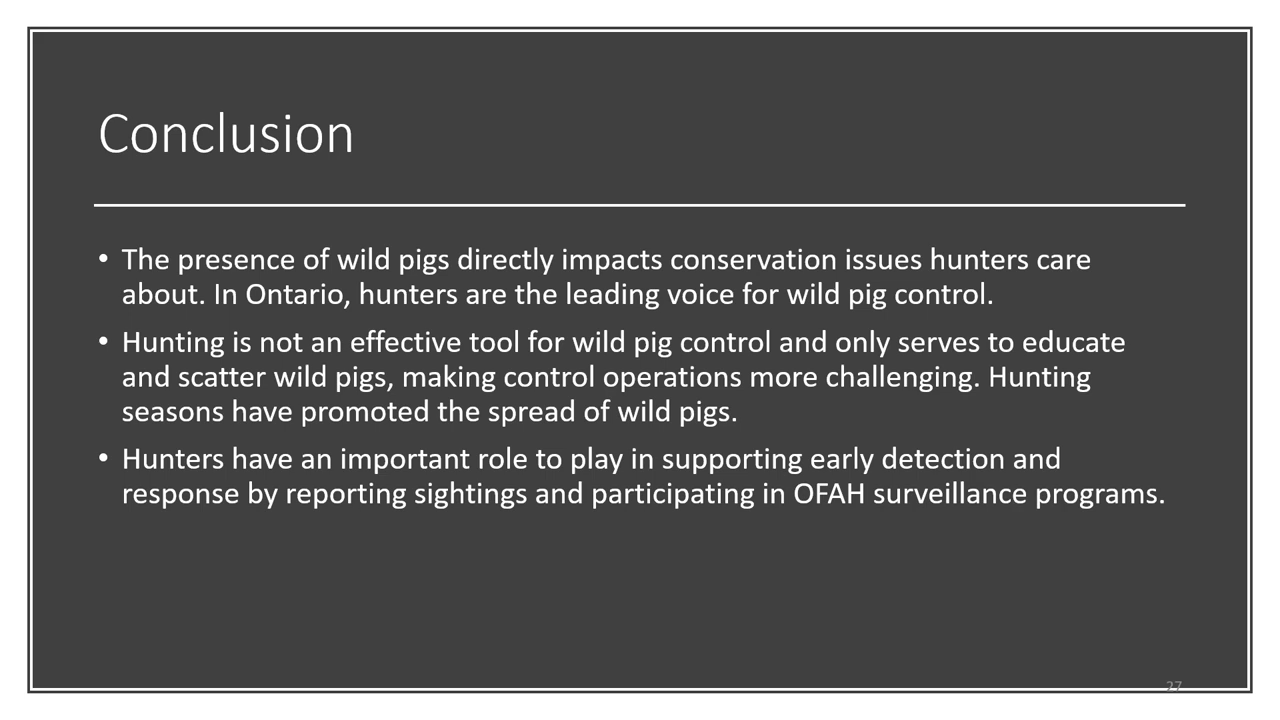 Conclusion
• The presence of wild pigs directly impacts conservation issues hunters care
about. In Ontario, hunters are the leading voice for wild pig control.
• Hunting is not an effective tool for wild pig control and only serves to educate
and scatter wild pigs, making control operations more challenging. Hunting
seasons have promoted the spread of wild pigs.
• Hunters have an important role to play in supporting early detection and
response by reporting sightings and participating in OFAH surveillance programs.
27